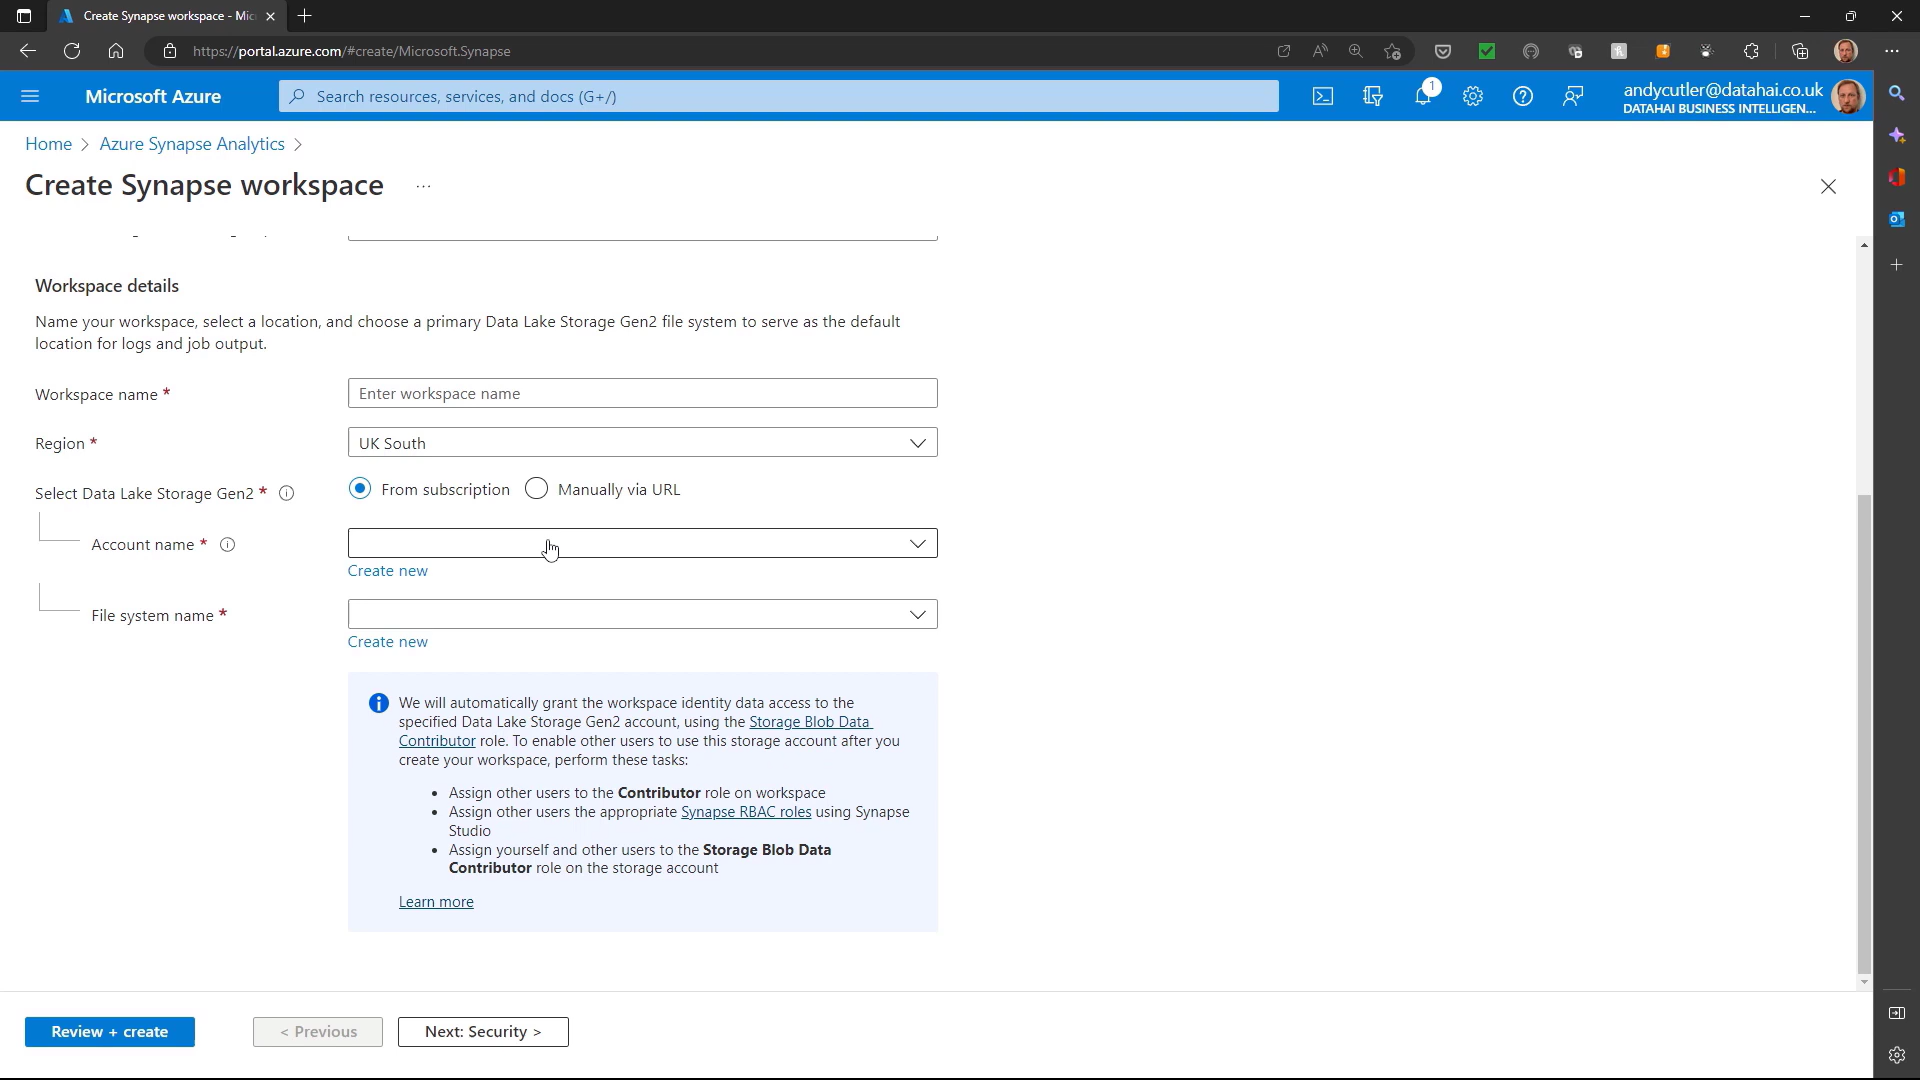 Create Synapse workspace - Mic
https://portal.azure.com/#create/Microsoft.Synapse
Microsoft Azure
Search resources, services, and docs (G+/)
1
andycutler@datahai.co.uk
DATAHAI BUSINESS INTELLIGEN...
Home > Azure Synapse Analytics >
Create Synapse workspace ...
Workspace details
Name your workspace, select a location, and choose a primary Data Lake Storage Gen2 file system to serve as the default
location for logs and job output.
Workspace name *
Enter workspace name
Region *
UK South
Select Data Lake Storage Gen2 *
From subscription
Manually via URL
Account name *
Create new
File system name *
Create new
We will automatically grant the workspace identity data access to the
specified Data Lake Storage Gen2 account, using the Storage Blob Data
Contributor role. To enable other users to use this storage account after you
create your workspace, perform these tasks:
• Assign other users to the Contributor role on workspace
• Assign other users the appropriate Synapse RBAC roles using Synapse
Studio
• Assign yourself and other users to the Storage Blob Data
Contributor role on the storage account
Learn more
Review + create
< Previous
Next: Security >